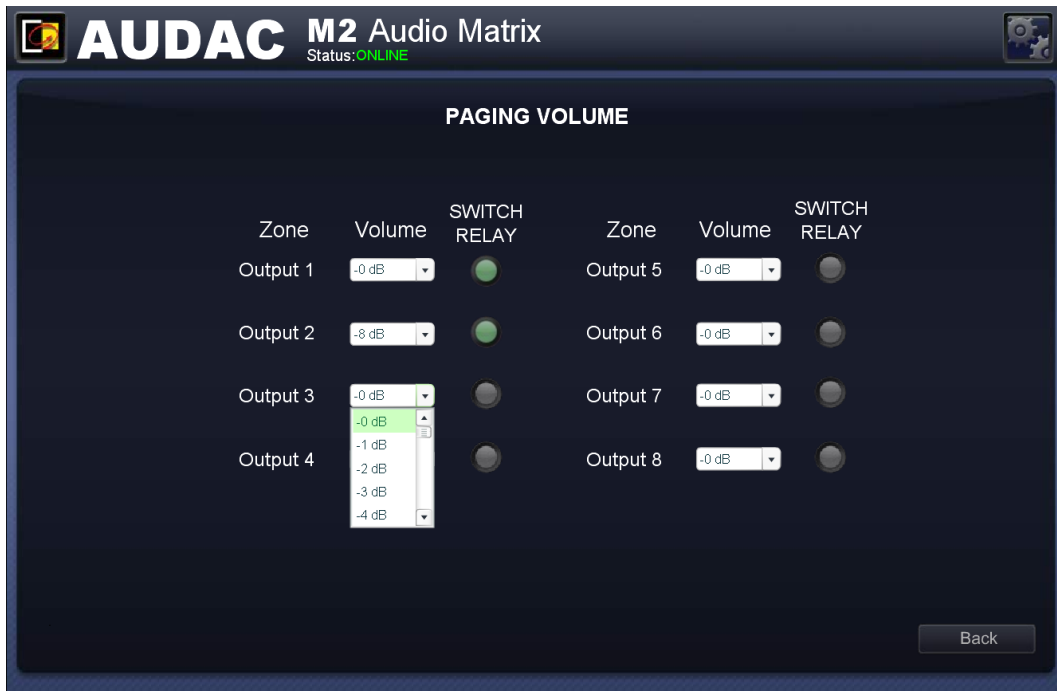 AUDAC M2 Audio Matrix
Status:ONLINE
PAGING VOLUME
Zone Volume SWITCH RELAY Zone Volume SWITCH RELAY
Output 1 -0 dB Output 5 -0 dB
Output 2 -8 dB Output 6 -0 dB
Output 3 -0 dB Output 7 -0 dB
-0 dB
-1 dB
Output 4 -2 dB Output 8 -0 dB
-3 dB
-4 dB
Back